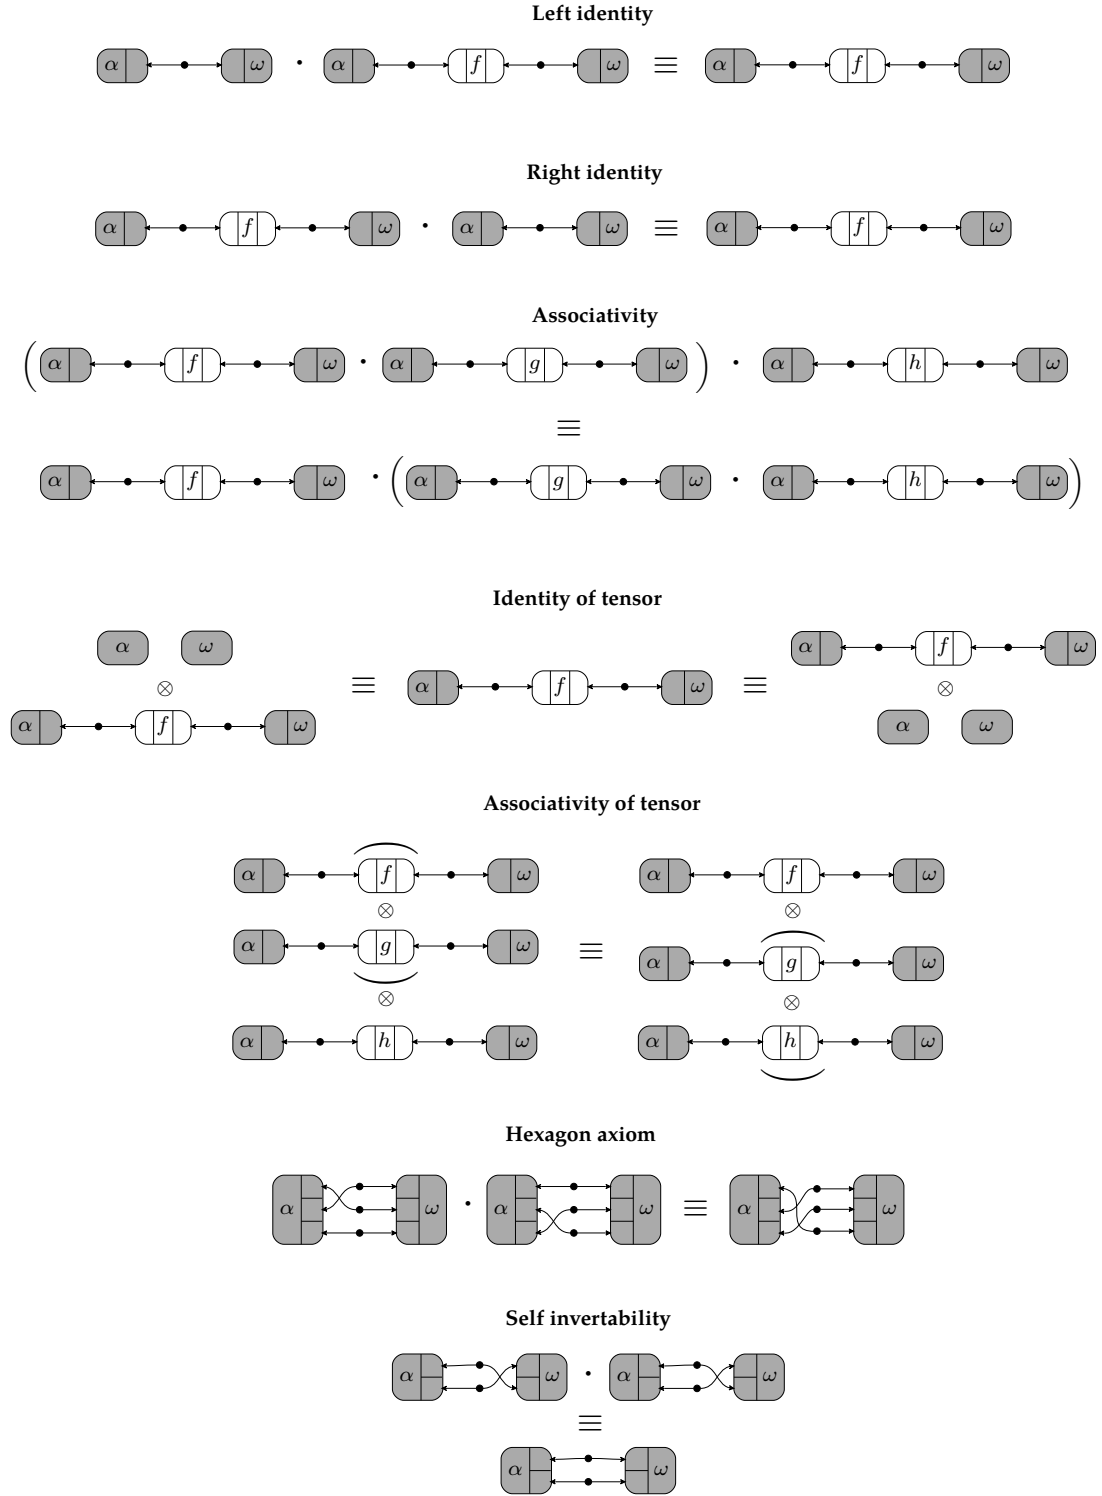 Left identity
α ω · α f ω ≡ α f ω
Right identity
α f ω · α ω ≡ α f ω
Associativity
( α f ω · α g ω ) · α h ω
≡
α f ω · ( α g ω · α h ω )
Identity of tensor
α ω
⊗
α f ω
≡
α f ω
≡
α f ω
⊗
α ω
Associativity of tensor
α f ω
⊗
α g ω
⊗
α h ω
≡
α f ω
⊗
α g ω
⊗
α h ω
Hexagon axiom
α ω · α ω ≡ α ω
Self invertability
α ω · α ω
≡
α ω